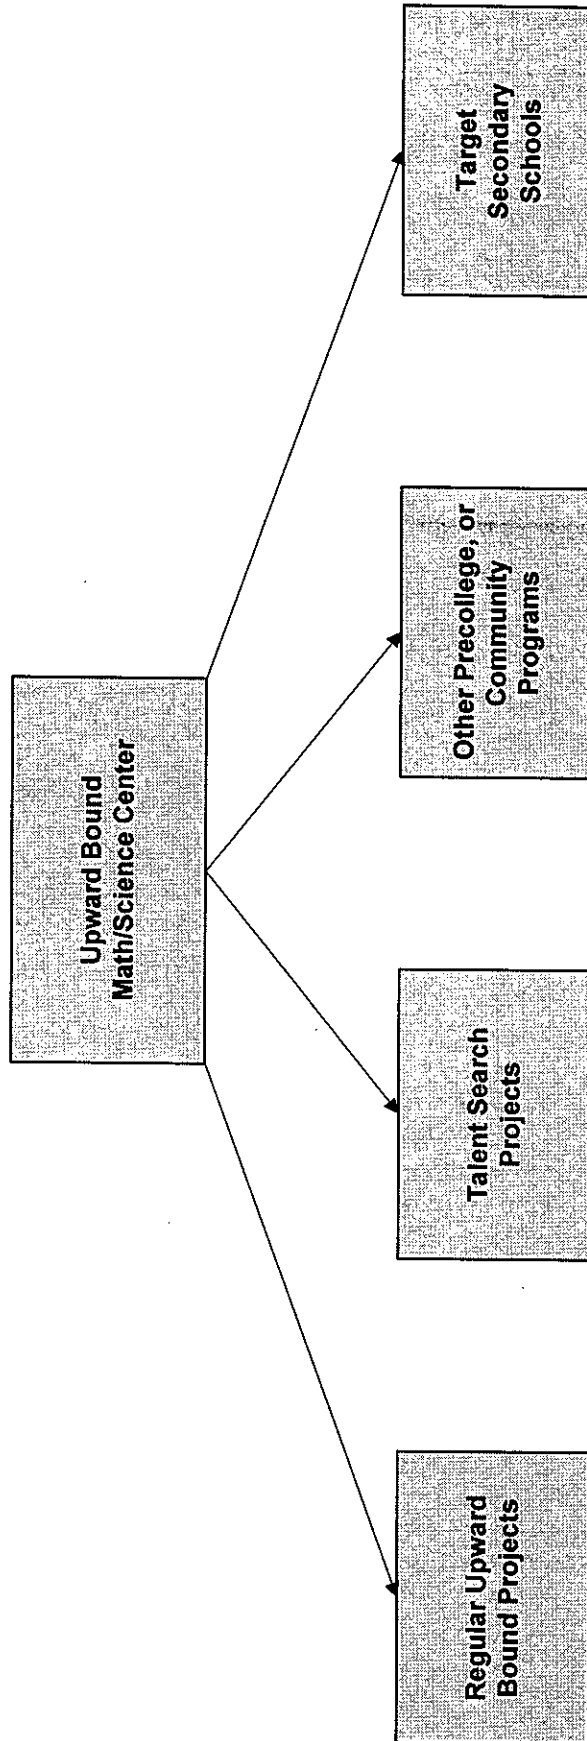 Upward Bound
Math/Science Center
Regular Upward
Bound Projects
Talent Search
Projects
Other Precollege, or
Community
Programs
Target
Secondary
Schools